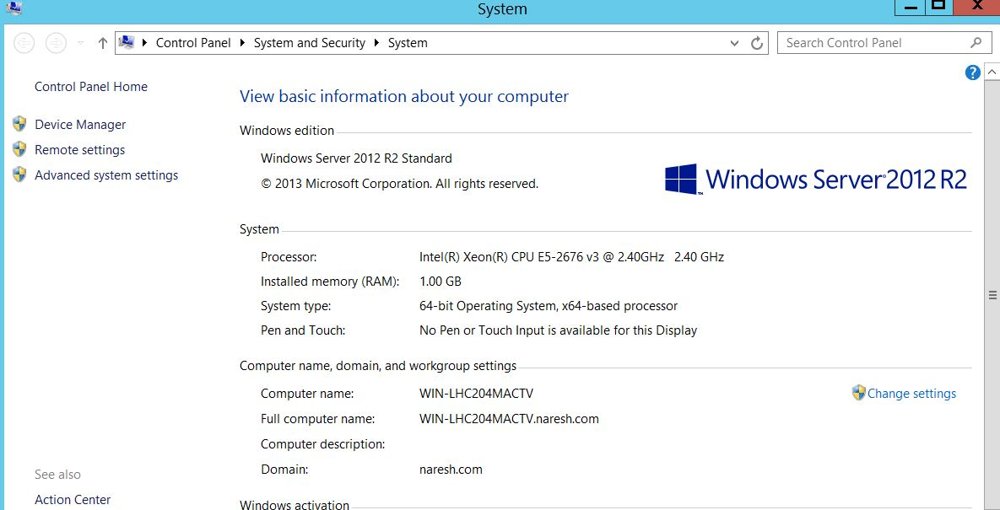 System
Control Panel System and Security System
Search Control Panel
Control Panel Home
Device Manager
Remote settings
Advanced system settings
See also
Action Center
?
View basic information about your computer
Windows edition
Windows Server 2012 R2 Standard
© 2013 Microsoft Corporation. All rights reserved.
™ Windows Server® 2012 R2
System
Processor: Intel(R) Xeon(R) CPU E5-2676 v3 @ 2.40GHz 2.40 GHz
Installed memory (RAM): 1.00 GB
System type: 64-bit Operating System, x64-based processor
Pen and Touch: No Pen or Touch Input is available for this Display
Computer name, domain, and workgroup settings
Computer name: WIN-LHC204MACTV
Change settings
Full computer name: WIN-LHC204MACTV.naresh.com
Computer description:
Domain: naresh.com
Windows activation